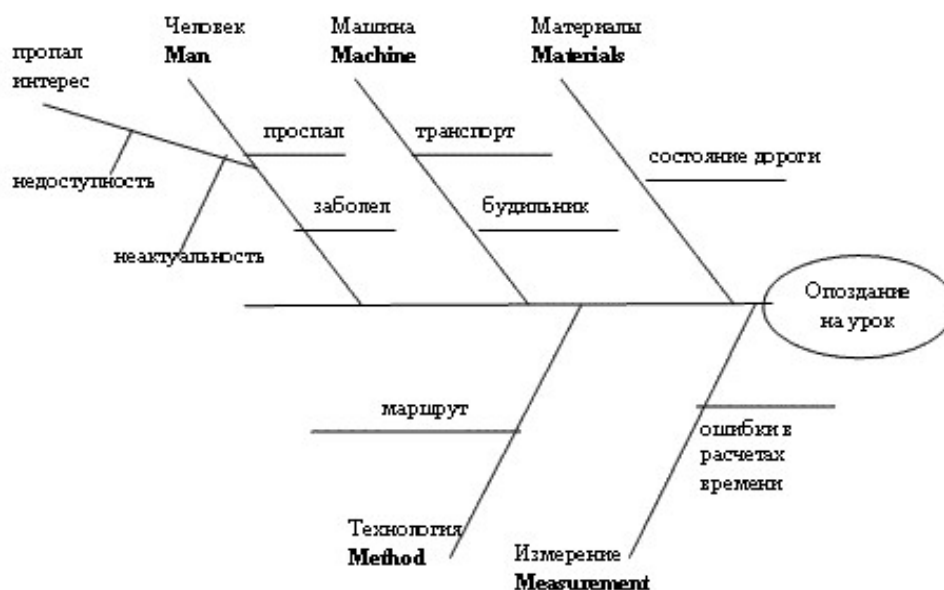 Человек
Man
Машина
Machine
Материалы
Materials
пропал
интерес
проспал
транспорт
состояние дороги
недоступность
заболел
будильник
неактуальность
Опоздание
на урок
маршрут
ошибки в
расчетах
времени
Технология
Method
Измерение
Measurement